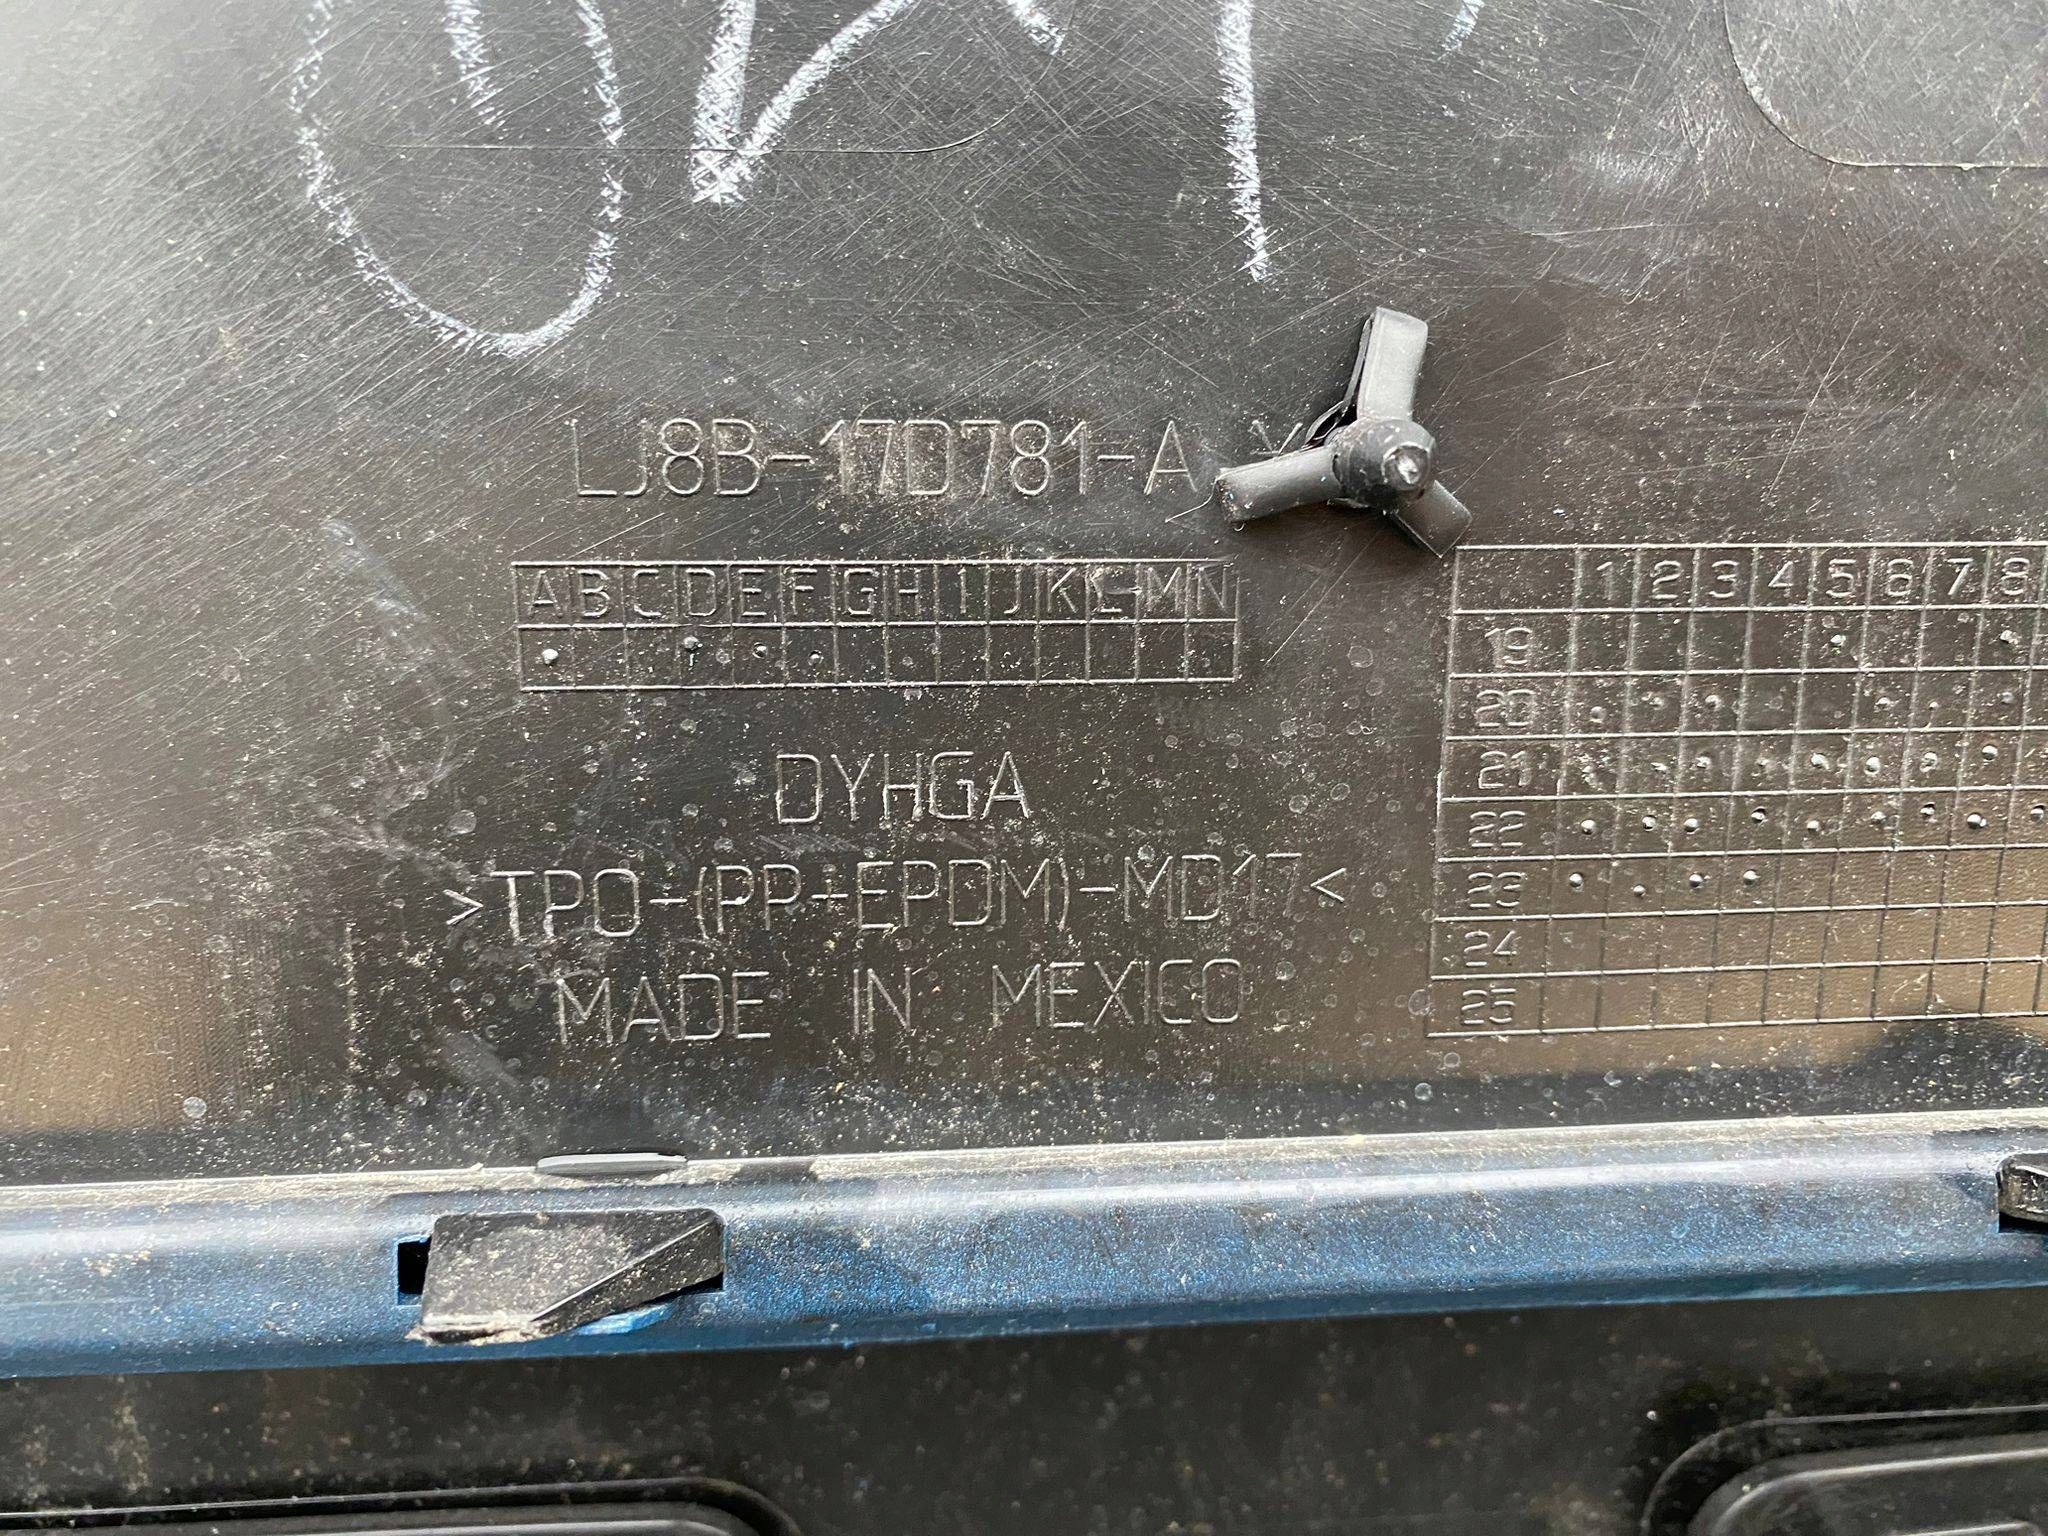 LJ8B-17D781-A
A B C D E F G H I J K L M N
DYHGA
>TPO-(PP+EPDM)-MD17<
MADE IN MEXICO
1 2 3 4 5 6 7 8
19
20
21
22
23
24
25